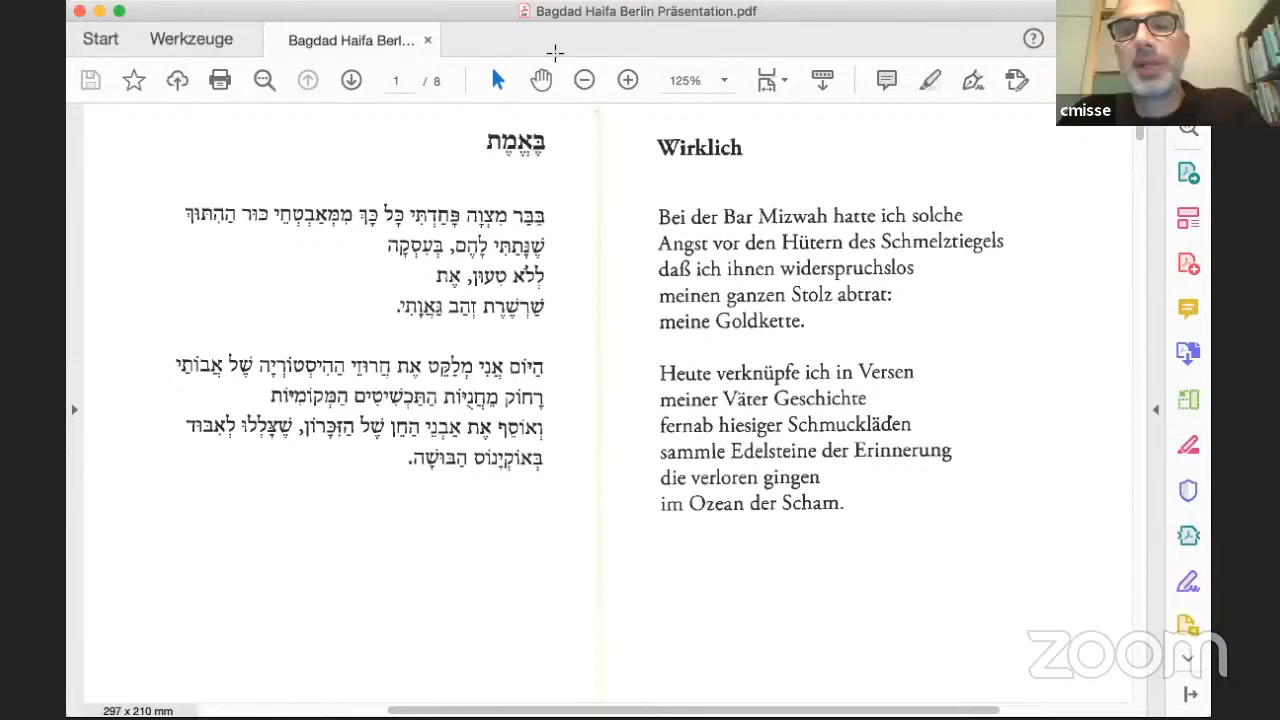 Bagdad Haifa Berlin Präsentation.pdf
Start
Werkzeuge
Bagdad Haifa Berl...
1 / 8
125%
cmisse
בֶּאֱמֶת
בַּבַּר מִצְוָה פָּחַדְתִּי כָּל כָּךְ מִמְּאַבְטְחֵי כּוּר הַהִתּוּךְ
שֶׁנָּתַתִּי לָהֶם, בְּעִסְקָה
לְלֹא טִעוּן, אֶת
שַׁרְשֶׁרֶת זְהַב גַּאֲוָתִי.
הַיּוֹם אֲנִי מְלַקֵּט אֶת חֲרוּזֵי הַהִיסְטוֹרְיָה שֶׁל אֲבוֹתַי
רָחוֹק מֵחֲנֻיּוֹת הַתַּכְשִׁיטִים הַמְּקוֹמִיּוֹת
וְאוֹסֵף אֶת אַבְנֵי הַחֵן שֶׁל הַזִּכָּרוֹן, שֶׁצָּלְלוּ לְאִבּוּד
בְּאוֹקְיָנוֹס הַבּוּשָׁה.
Wirklich
Bei der Bar Mizwah hatte ich solche
Angst vor den Hütern des Schmelztiegels
daß ich ihnen widerspruchslos
meinen ganzen Stolz abtrat:
meine Goldkette.
Heute verknüpfe ich in Versen
meiner Väter Geschichte
fernab hiesiger Schmuckläden
sammle Edelsteine der Erinnerung
die verloren gingen
im Ozean der Scham.
zoom
297 x 210 mm